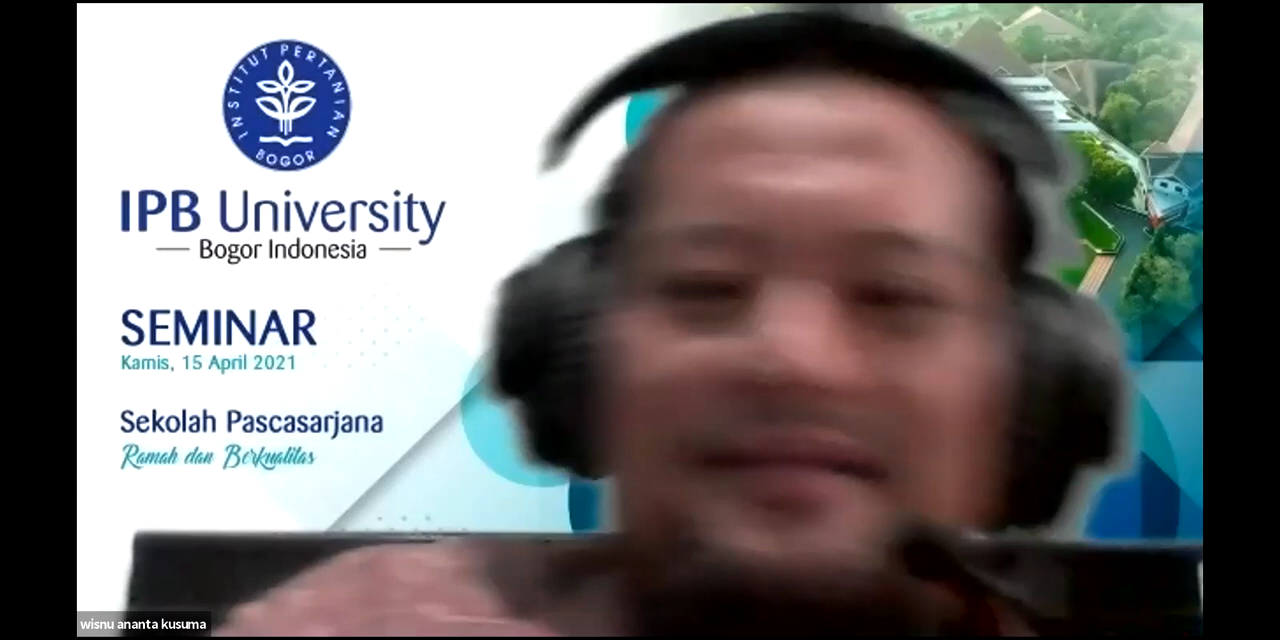 INSTITUT PERTANIAN
BOGOR
IPB University
Bogor Indonesia
SEMINAR
Kamis, 15 April 2021
Sekolah Pascasarjana
Ramah dan Berkualitas
wisnu ananta kusuma